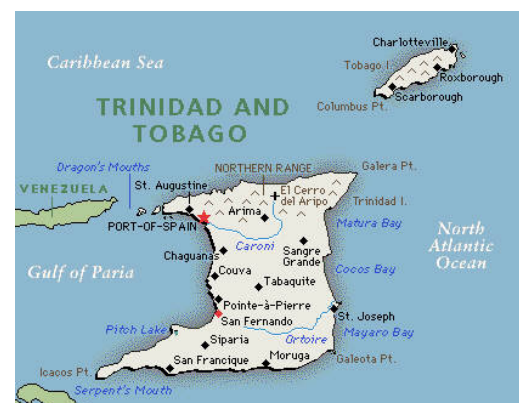 Charlotteville
Caribbean Sea
Tobago I.
Roxborough
Scarborough
Columbus Pt.
TRINIDAD AND
TOBAGO
Dragon's Mouths
NORTHERN RANGE
Galera Pt.
VENEZUELA
St. Augustine
El Cerro
del Aripo
Trinidad I.
Arima
PORT-OF-SPAIN
Matura Bay
North
Atlantic
Ocean
Caroni
Chaguanas
Sangre
Grande
Gulf of Paria
Couva
Cocos Bay
Tabaquite
Pointe-à-Pierre
San Fernando
St. Joseph
Pitch Lake
Ortoire
Mayaro Bay
Siparia
San Francique
Moruga
Galeota Pt.
Icacos Pt.
Serpent's Mouth